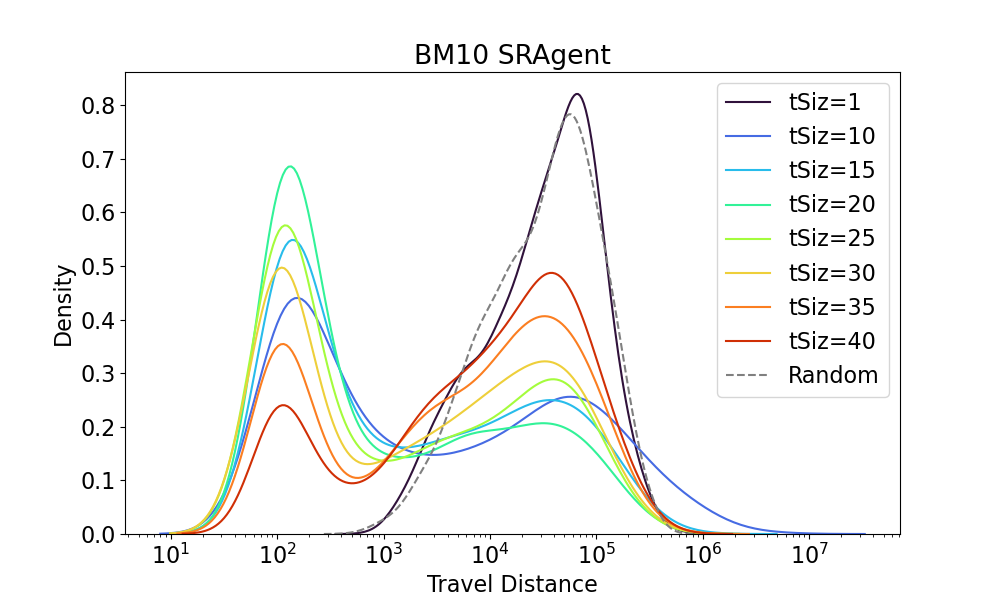 BM10 SRAgent
Density
0.8
0.7
0.6
0.5
0.4
0.3
0.2
0.1
0.0
tSiz=1
tSiz=10
tSiz=15
tSiz=20
tSiz=25
tSiz=30
tSiz=35
tSiz=40
Random
10¹ 10² 10³ 10⁴ 10⁵ 10⁶ 10⁷
Travel Distance